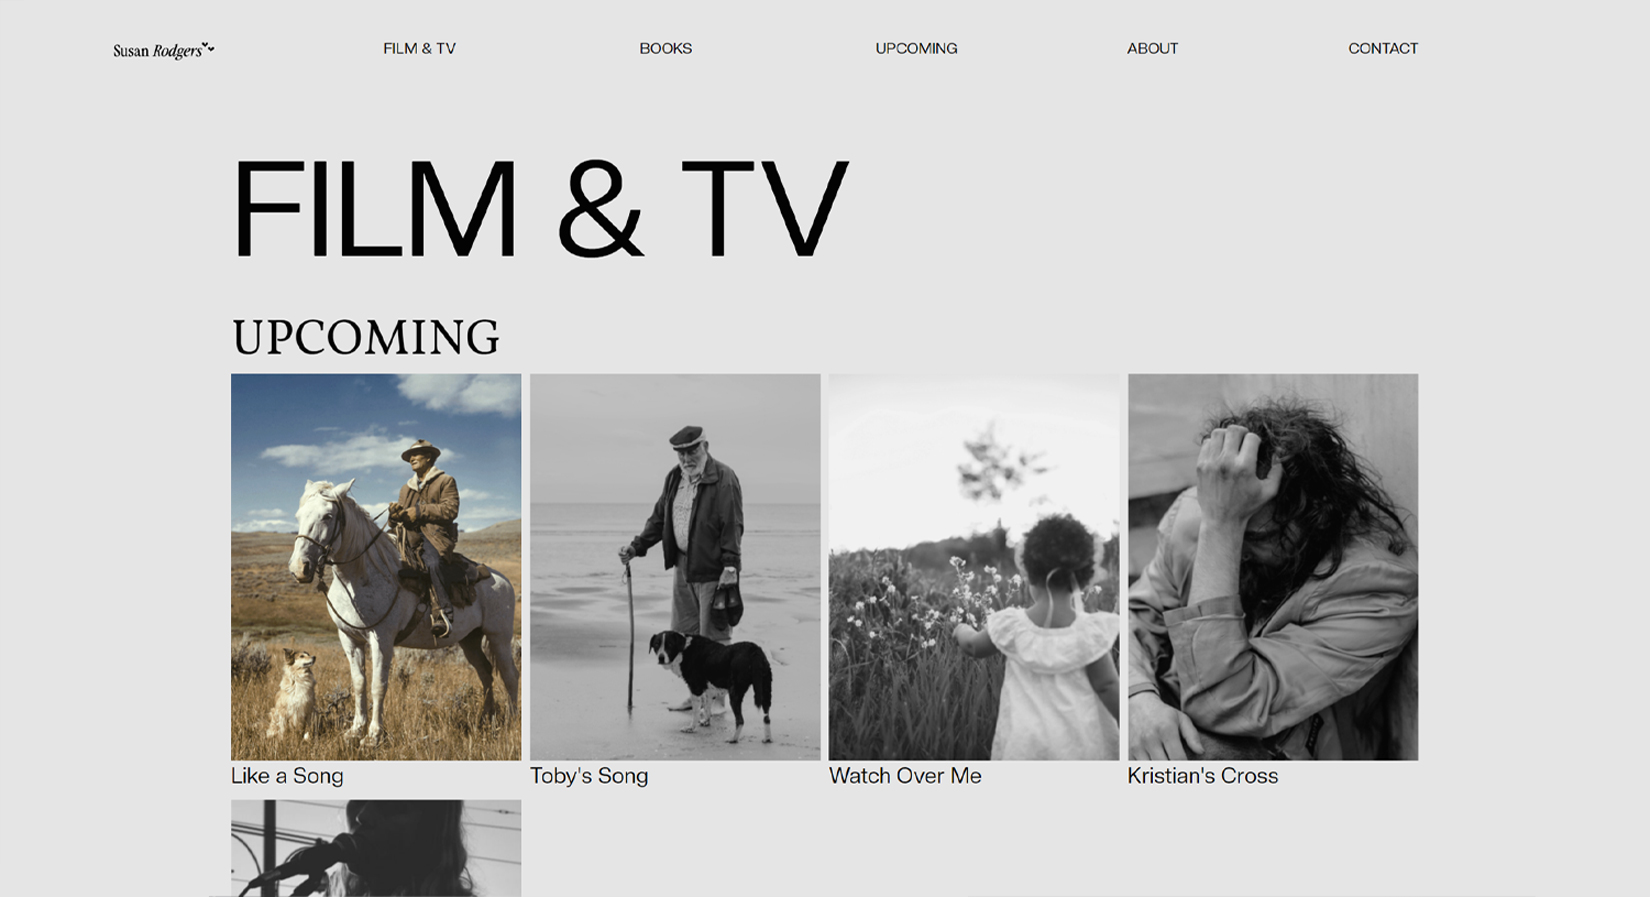 Susan Rodgers
FILM & TV
BOOKS
UPCOMING
ABOUT
CONTACT
FILM & TV
UPCOMING
Like a Song
Toby's Song
Watch Over Me
Kristian's Cross